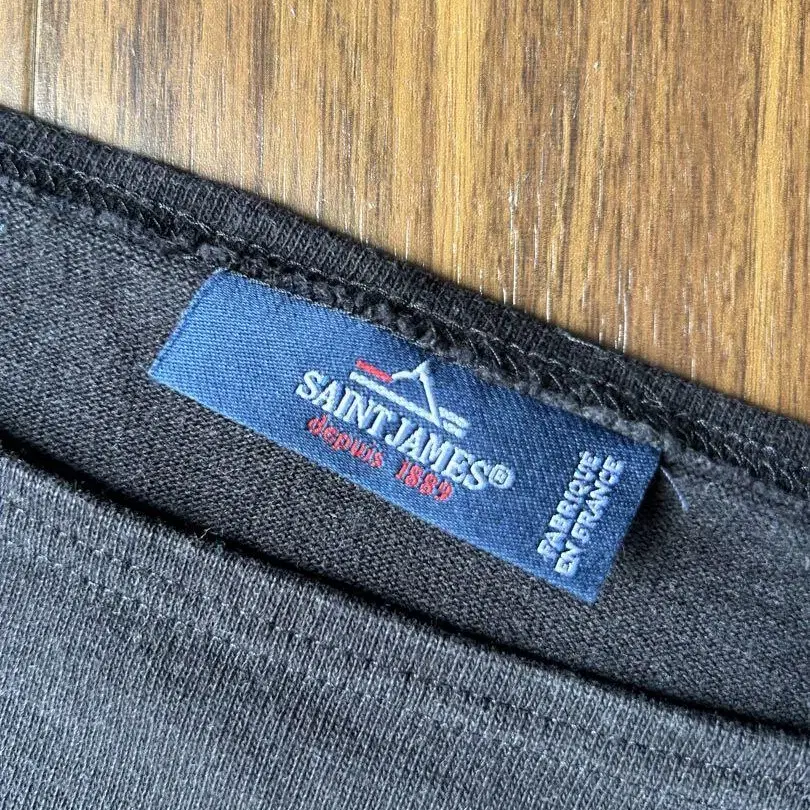 SAINT JAMES®
depuis 1889
FABRIQUÉ
EN FRANCE